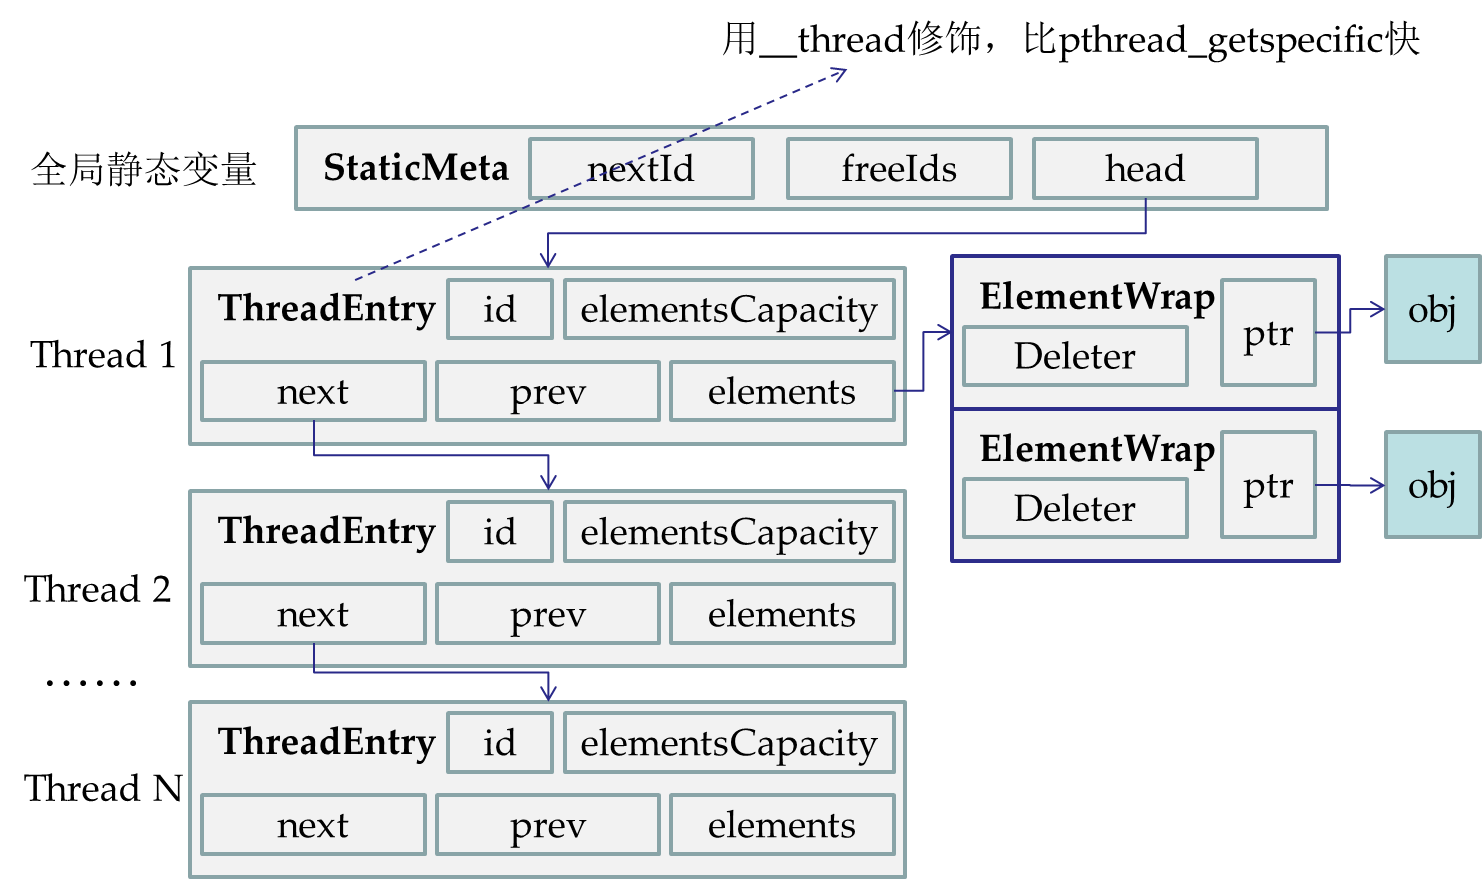 用__thread修饰，比pthread_getspecific快
全局静态变量
StaticMeta
nextId
freeIds
head
Thread 1
ThreadEntry
id
elementsCapacity
next
prev
elements
ElementWrap
Deleter
ptr
obj
ElementWrap
Deleter
ptr
obj
Thread 2
ThreadEntry
id
elementsCapacity
next
prev
elements
......
Thread N
ThreadEntry
id
elementsCapacity
next
prev
elements